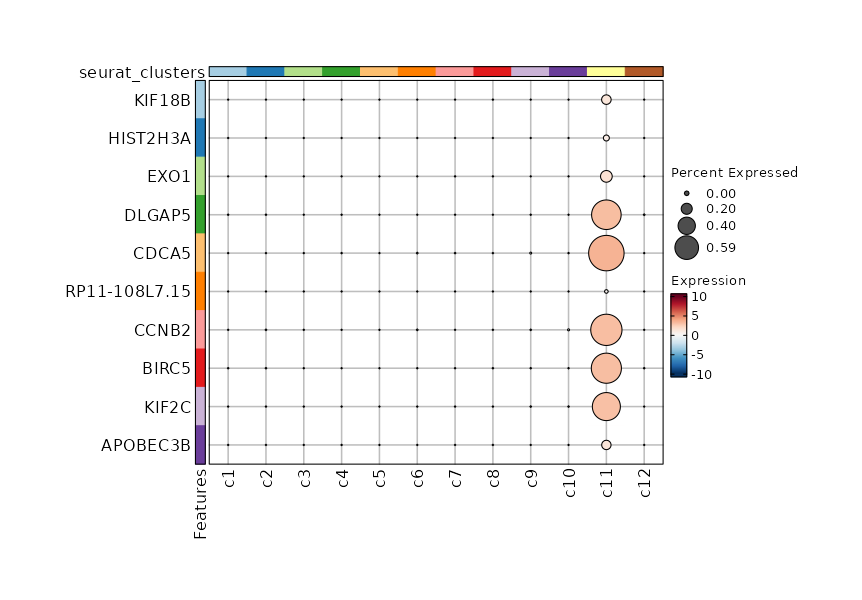 seurat_clusters
KIF18B
HIST2H3A
EXO1
DLGAP5
CDCA5
RP11-108L7.15
CCNB2
BIRC5
KIF2C
APOBEC3B
Features
c1 c2 c3 c4 c5 c6 c7 c8 c9 c10 c11 c12
Percent Expressed
0.00
0.20
0.40
0.59
Expression
10
5
0
-5
-10